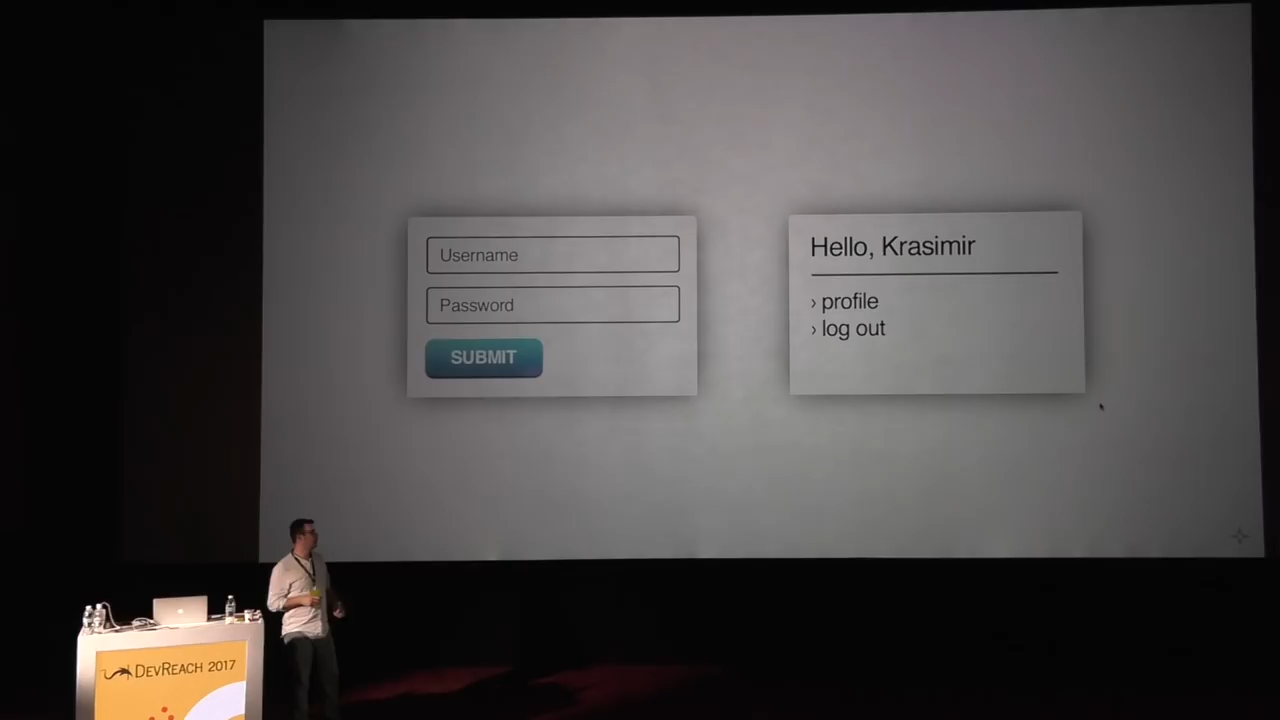 Username
Password
SUBMIT
Hello, Krasimir
› profile
› log out
DEVREACH 2017